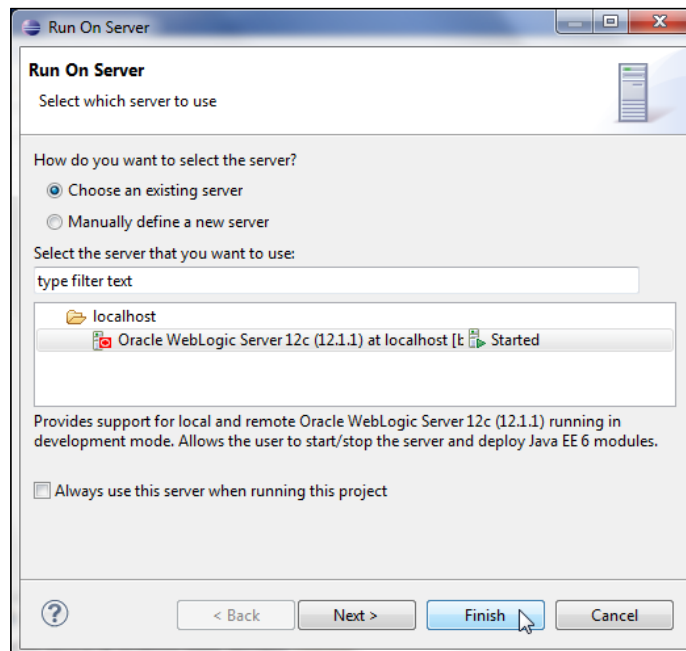 Run On Server
Run On Server
Select which server to use
How do you want to select the server?
Choose an existing server
Manually define a new server
Select the server that you want to use:
type filter text
localhost
Oracle WebLogic Server 12c (12.1.1) at localhost [b Started
Provides support for local and remote Oracle WebLogic Server 12c (12.1.1) running in
development mode. Allows the user to start/stop the server and deploy Java EE 6 modules.
Always use this server when running this project
? < Back Next > Finish Cancel